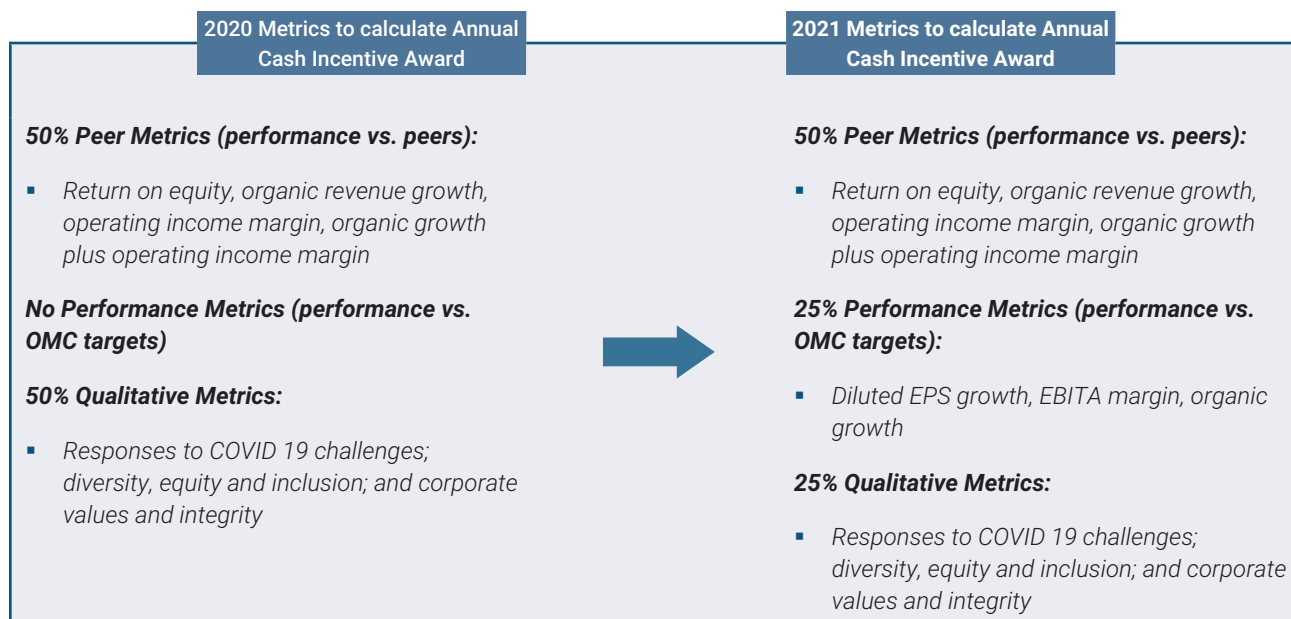 2020 Metrics to calculate Annual
Cash Incentive Award
50% Peer Metrics (performance vs. peers):
▪ Return on equity, organic revenue growth,
operating income margin, organic growth
plus operating income margin
No Performance Metrics (performance vs.
OMC targets)
50% Qualitative Metrics:
▪ Responses to COVID 19 challenges;
diversity, equity and inclusion; and corporate
values and integrity
2021 Metrics to calculate Annual
Cash Incentive Award
50% Peer Metrics (performance vs. peers):
▪ Return on equity, organic revenue growth,
operating income margin, organic growth
plus operating income margin
25% Performance Metrics (performance vs.
OMC targets):
▪ Diluted EPS growth, EBITA margin, organic
growth
25% Qualitative Metrics:
▪ Responses to COVID 19 challenges;
diversity, equity and inclusion; and corporate
values and integrity